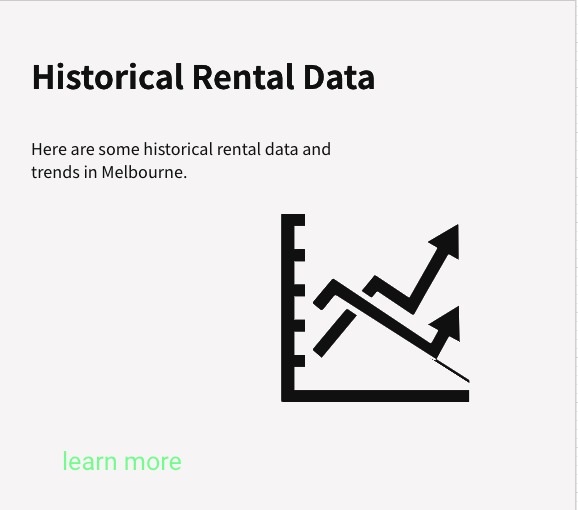 Historical Rental Data
Here are some historical rental data and
trends in Melbourne.
learn more